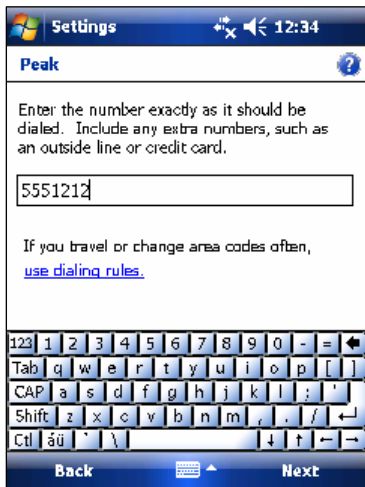 Settings 12:34
Peak ?
Enter the number exactly as it should be
dialed. Include any extra numbers, such as
an outside line or credit card.
5551212
If you travel or change area codes often,
use dialing rules.
123 1 2 3 4 5 6 7 8 9 0 - =
Tab q w e r t y u i o p [ ]
CAP a s d f g h j k l ; '
Shift z x c v b n m , . /
Ctl áü ` \
Back Next